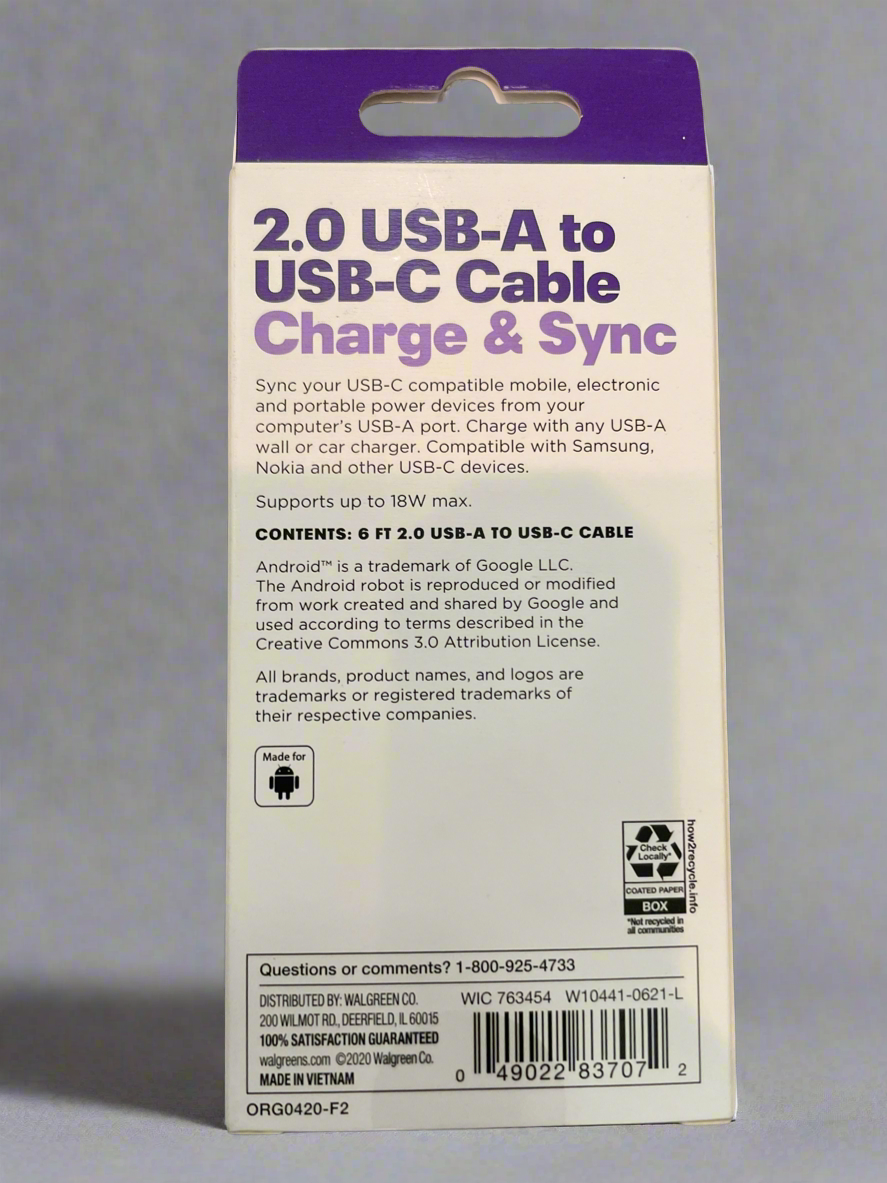 2.0 USB-A to
USB-C Cable
Charge & Sync
Sync your USB-C compatible mobile, electronic
and portable power devices from your
computer's USB-A port. Charge with any USB-A
wall or car charger. Compatible with Samsung,
Nokia and other USB-C devices.
Supports up to 18W max.
CONTENTS: 6 FT 2.0 USB-A TO USB-C CABLE
Android™ is a trademark of Google LLC.
The Android robot is reproduced or modified
from work created and shared by Google and
used according to terms described in the
Creative Commons 3.0 Attribution License.
All brands, product names, and logos are
trademarks or registered trademarks of
their respective companies.
Made for
Check
Locally*
COATED PAPER
BOX
*Not recycled in
all communities
how2recycle.info
Questions or comments? 1-800-925-4733
DISTRIBUTED BY: WALGREEN CO.
200 WILMOT RD., DEERFIELD, IL 60015
100% SATISFACTION GUARANTEED
walgreens.com ©2020 Walgreen Co.
MADE IN VIETNAM
WIC 763454 W10441-0621-L
0 49022 83707 2
ORG0420-F2